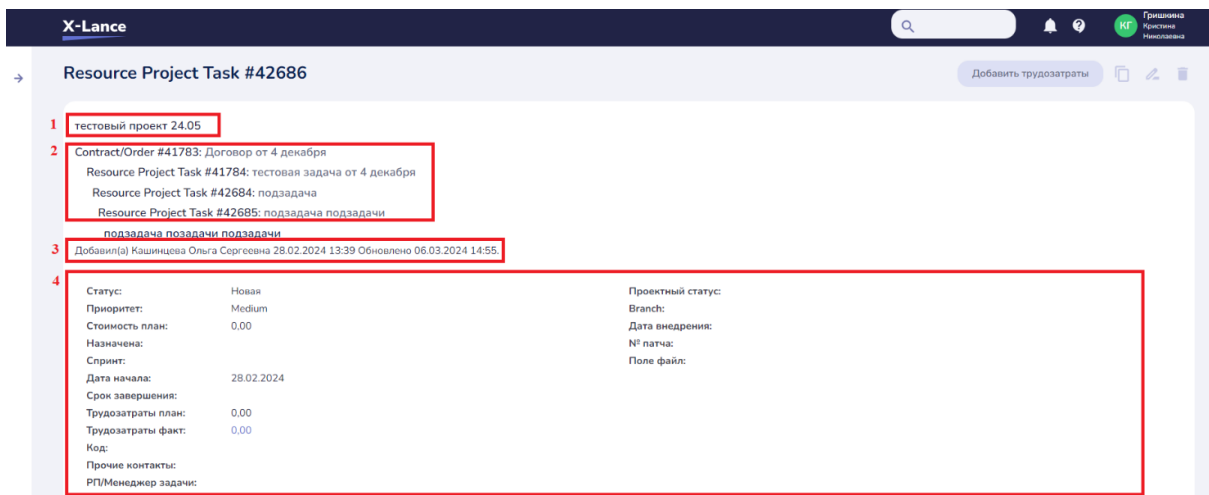 X-Lance
КГ
Гришкина
Кристина
Николаевна
Resource Project Task #42686
Добавить трудозатраты
1 тестовый проект 24.05
2 Contract/Order #41783: Договор от 4 декабря
Resource Project Task #41784: тестовая задача от 4 декабря
Resource Project Task #42684: подзадача
Resource Project Task #42685: подзадача подзадачи
подзадача позадачи подзадачи
3 Добавил(а) Кашинцева Ольга Сергеевна 28.02.2024 13:39 Обновлено 06.03.2024 14:55.
4
Статус: Новая Проектный статус:
Приоритет: Medium Branch:
Стоимость план: 0,00 Дата внедрения:
Назначена: № патча:
Спринт: Поле файл:
Дата начала: 28.02.2024
Срок завершения:
Трудозатраты план: 0,00
Трудозатраты факт: 0,00
Код:
Прочие контакты:
РП/Менеджер задачи: